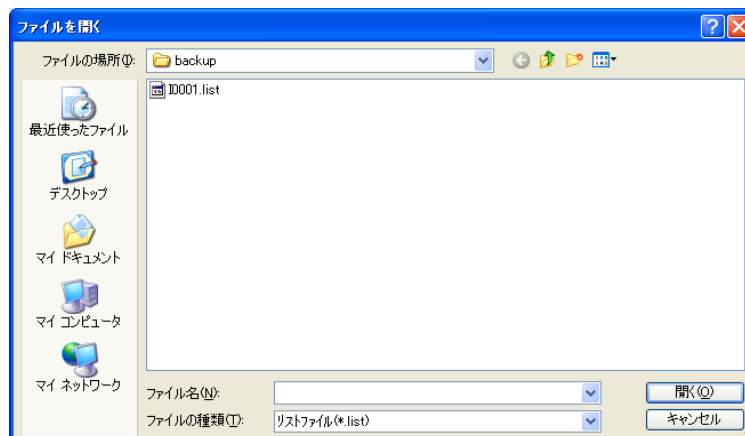 ファイルを開く
ファイルの場所(I):
backup
ID001.list
最近使ったファイル
デスクトップ
マイ ドキュメント
マイ コンピュータ
マイ ネットワーク
ファイル名(N):
開く(O)
ファイルの種類(T):
リストファイル(*.list)
キャンセル